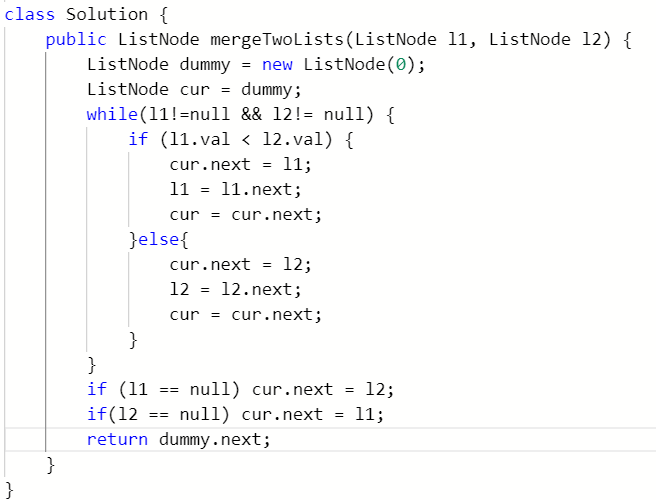 class Solution {
    public ListNode mergeTwoLists(ListNode l1, ListNode l2) {
        ListNode dummy = new ListNode(0);
        ListNode cur = dummy;
        while(l1!=null && l2!= null) {
            if (l1.val < l2.val) {
                cur.next = l1;
                l1 = l1.next;
                cur = cur.next;
            }else{
                cur.next = l2;
                l2 = l2.next;
                cur = cur.next;
            }
        }
        if (l1 == null) cur.next = l2;
        if(l2 == null) cur.next = l1;
        return dummy.next;
    }
}